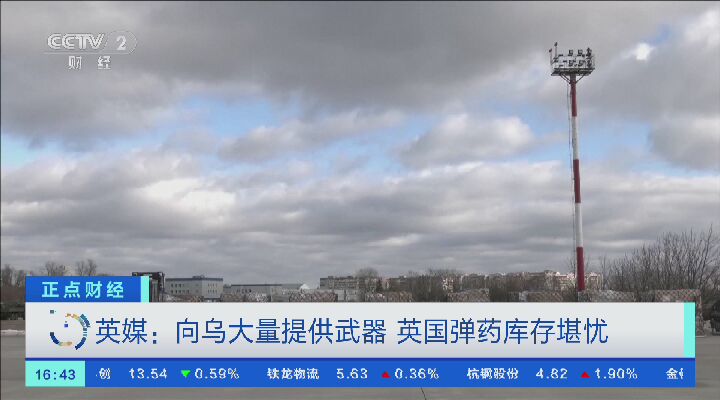 CCTV 2
财 经
正点财经
英媒：向乌大量提供武器 英国弹药库存堪忧
16:43 创 13.54 ▼0.59% 铁龙物流 5.63 ▲0.36% 杭钢股份 4.82 ▲1.90%